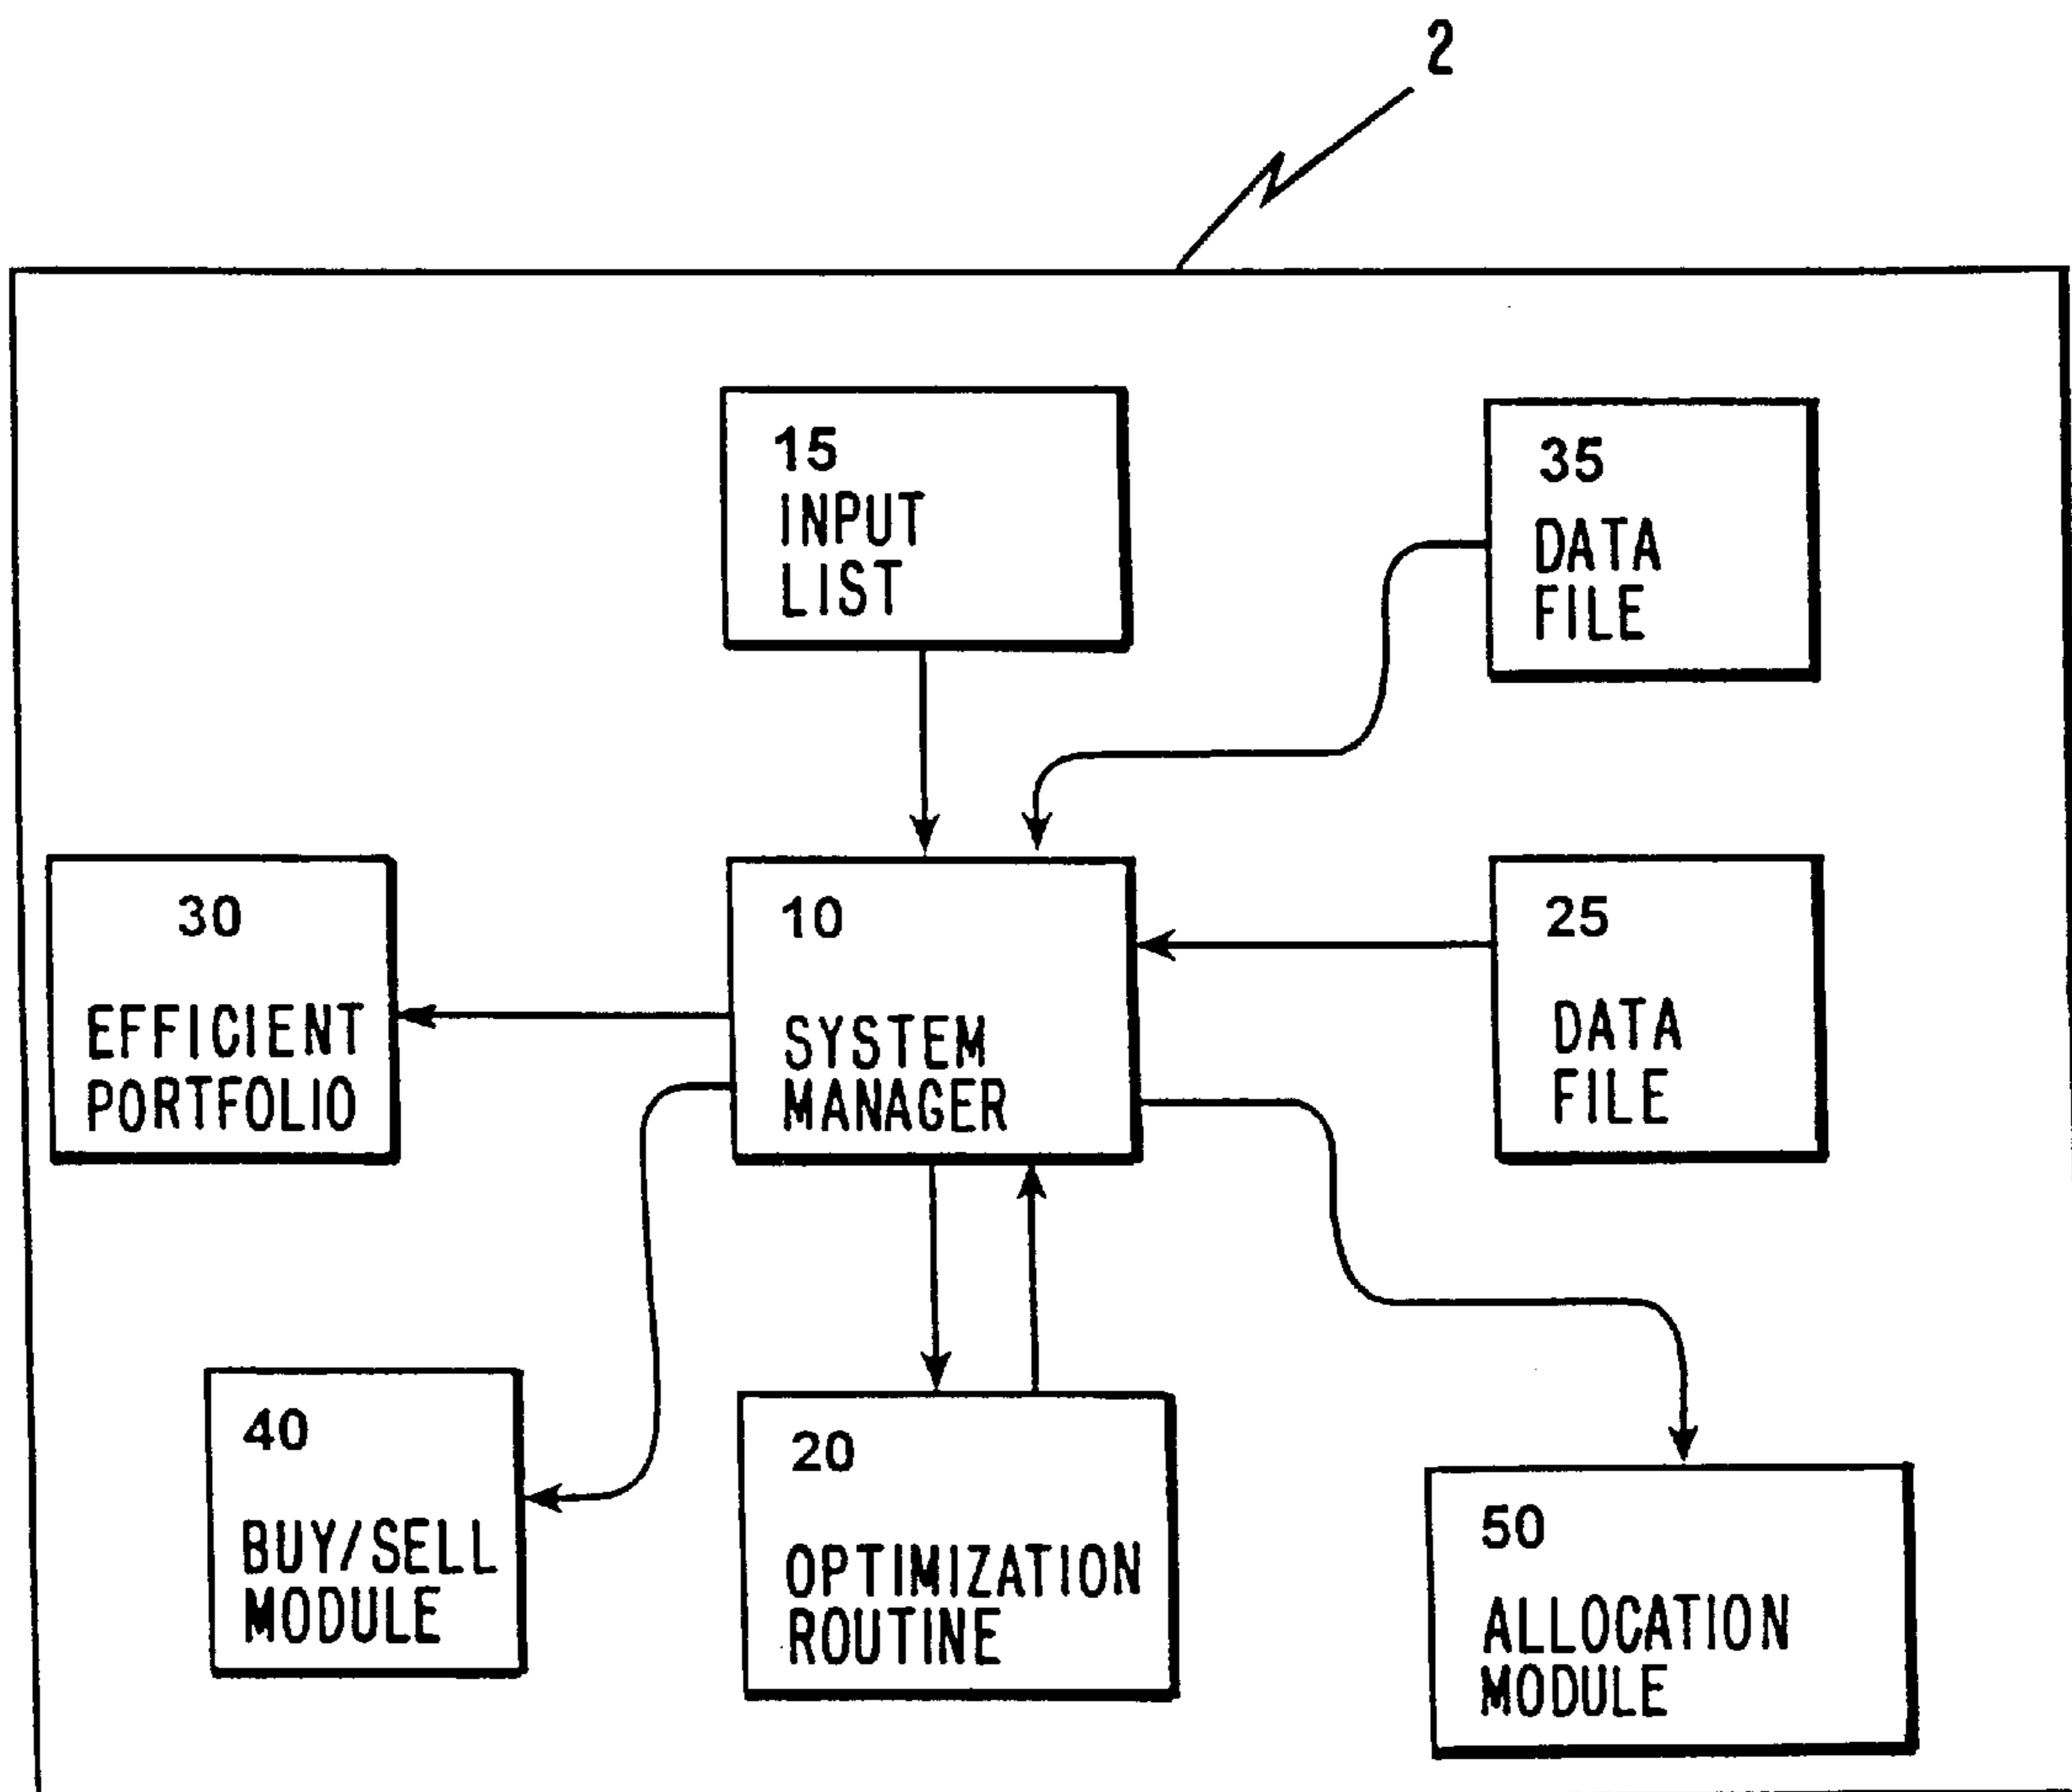 2
15
INPUT
LIST
35
DATA
FILE
30
EFFICIENT
PORTFOLIO
10
SYSTEM
MANAGER
25
DATA
FILE
40
BUY/SELL
MODULE
20
OPTIMIZATION
ROUTINE
50
ALLOCATION
MODULE